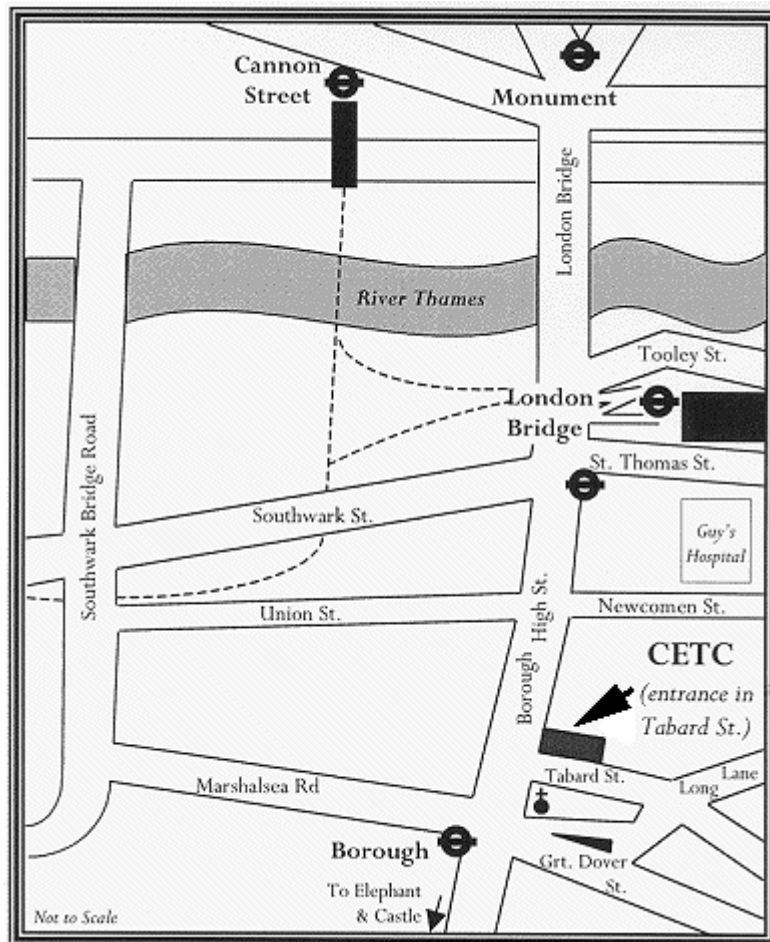 Cannon
Street
Monument
London Bridge
River Thames
Tooley St.
London
Bridge
St. Thomas St.
Southwark Bridge Road
Southwark St.
Guy's
Hospital
Union St.
Borough High St.
Newcomen St.
CETC
(entrance in
Tabard St.)
Marshalsea Rd
Tabard St.
Long Lane
Borough
Grt. Dover
St.
To Elephant
& Castle
Not to Scale